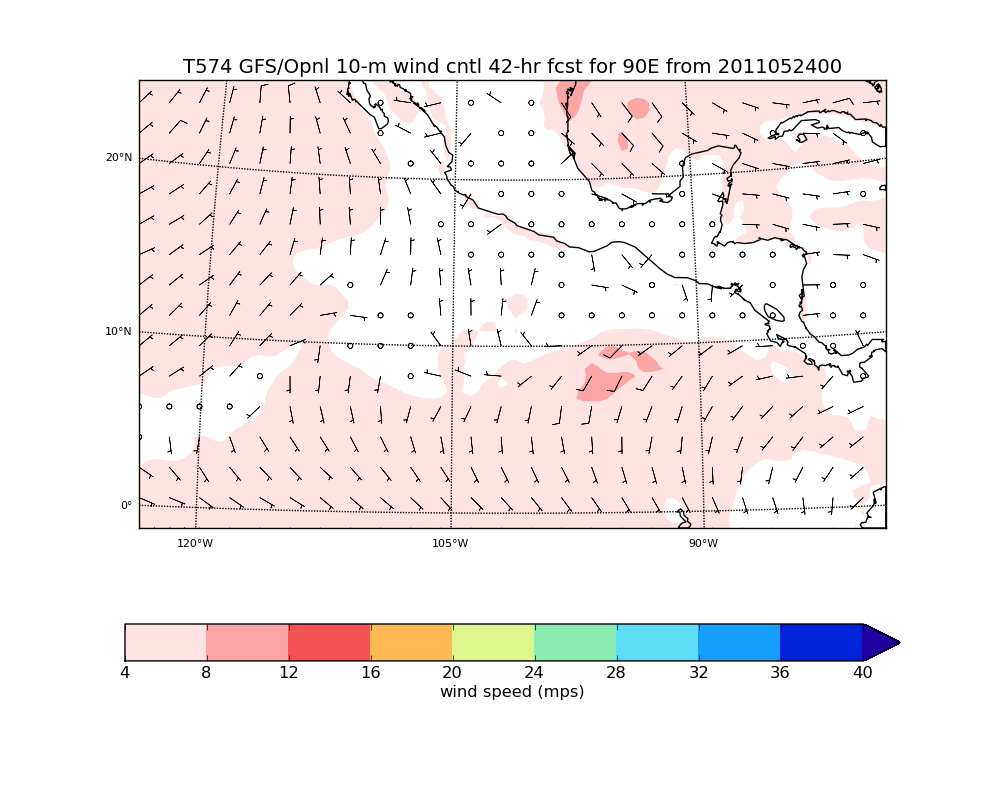 T574 GFS/Opnl 10-m wind cntl 42-hr fcst for 90E from 2011052400
20°N
10°N
0°
120°W 105°W 90°W
4 8 12 16 20 24 28 32 36 40
wind speed (mps)